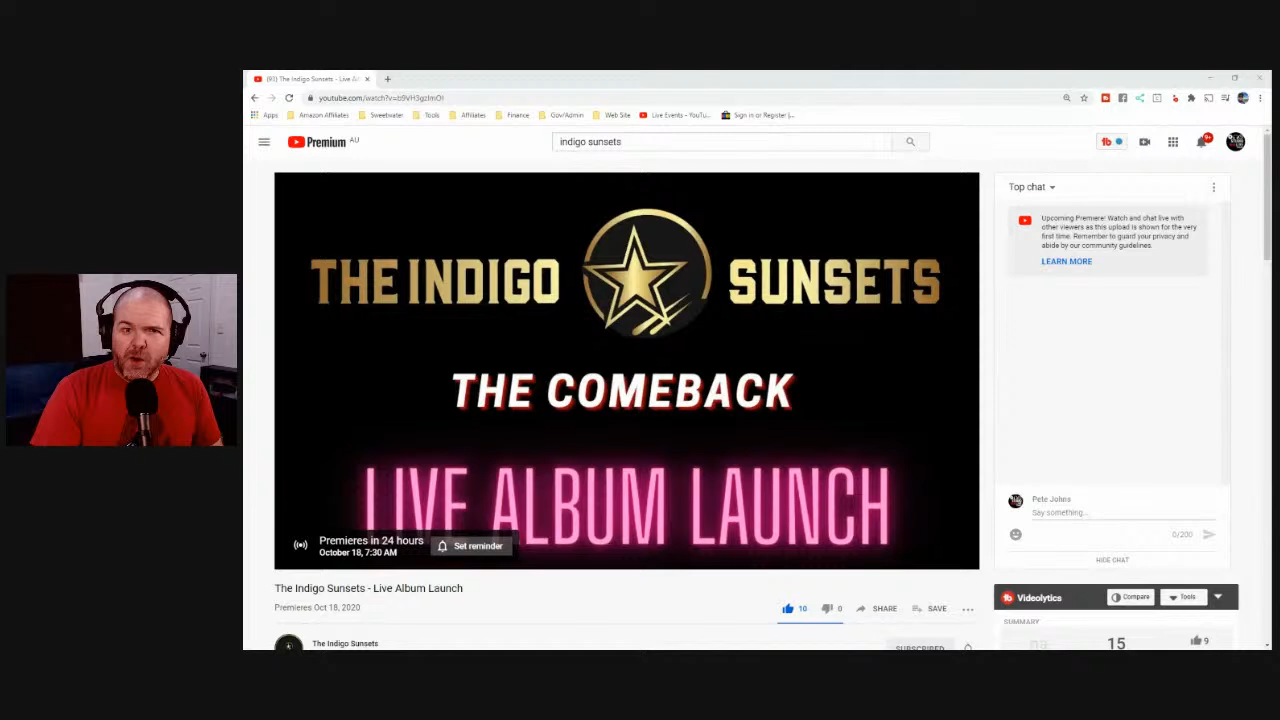 (91) The Indigo Sunsets - Live Al
youtube.com/watch?v=b9VH3gzImOI
Apps
Amazon Affiliates
Sweetwater
Tools
Affiliates
Finance
Gov/Admin
Web Site
Live Events - YouTu...
Sign in or Register |...
Premium AU
indigo sunsets
9+
THE INDIGO SUNSETS
THE COMEBACK
LIVE ALBUM LAUNCH
Premieres in 24 hours
October 18, 7:30 AM
Set reminder
The Indigo Sunsets - Live Album Launch
Premieres Oct 18, 2020
10
0
SHARE
SAVE
The Indigo Sunsets
SUBSCRIBED
Top chat
Upcoming Premiere! Watch and chat live with
other viewers as this upload is shown for the very
first time. Remember to guard your privacy and
abide by our community guidelines.
LEARN MORE
Pete Johns
Say something...
0/200
HIDE CHAT
Videolytics
Compare
Tools
SUMMARY
15
9